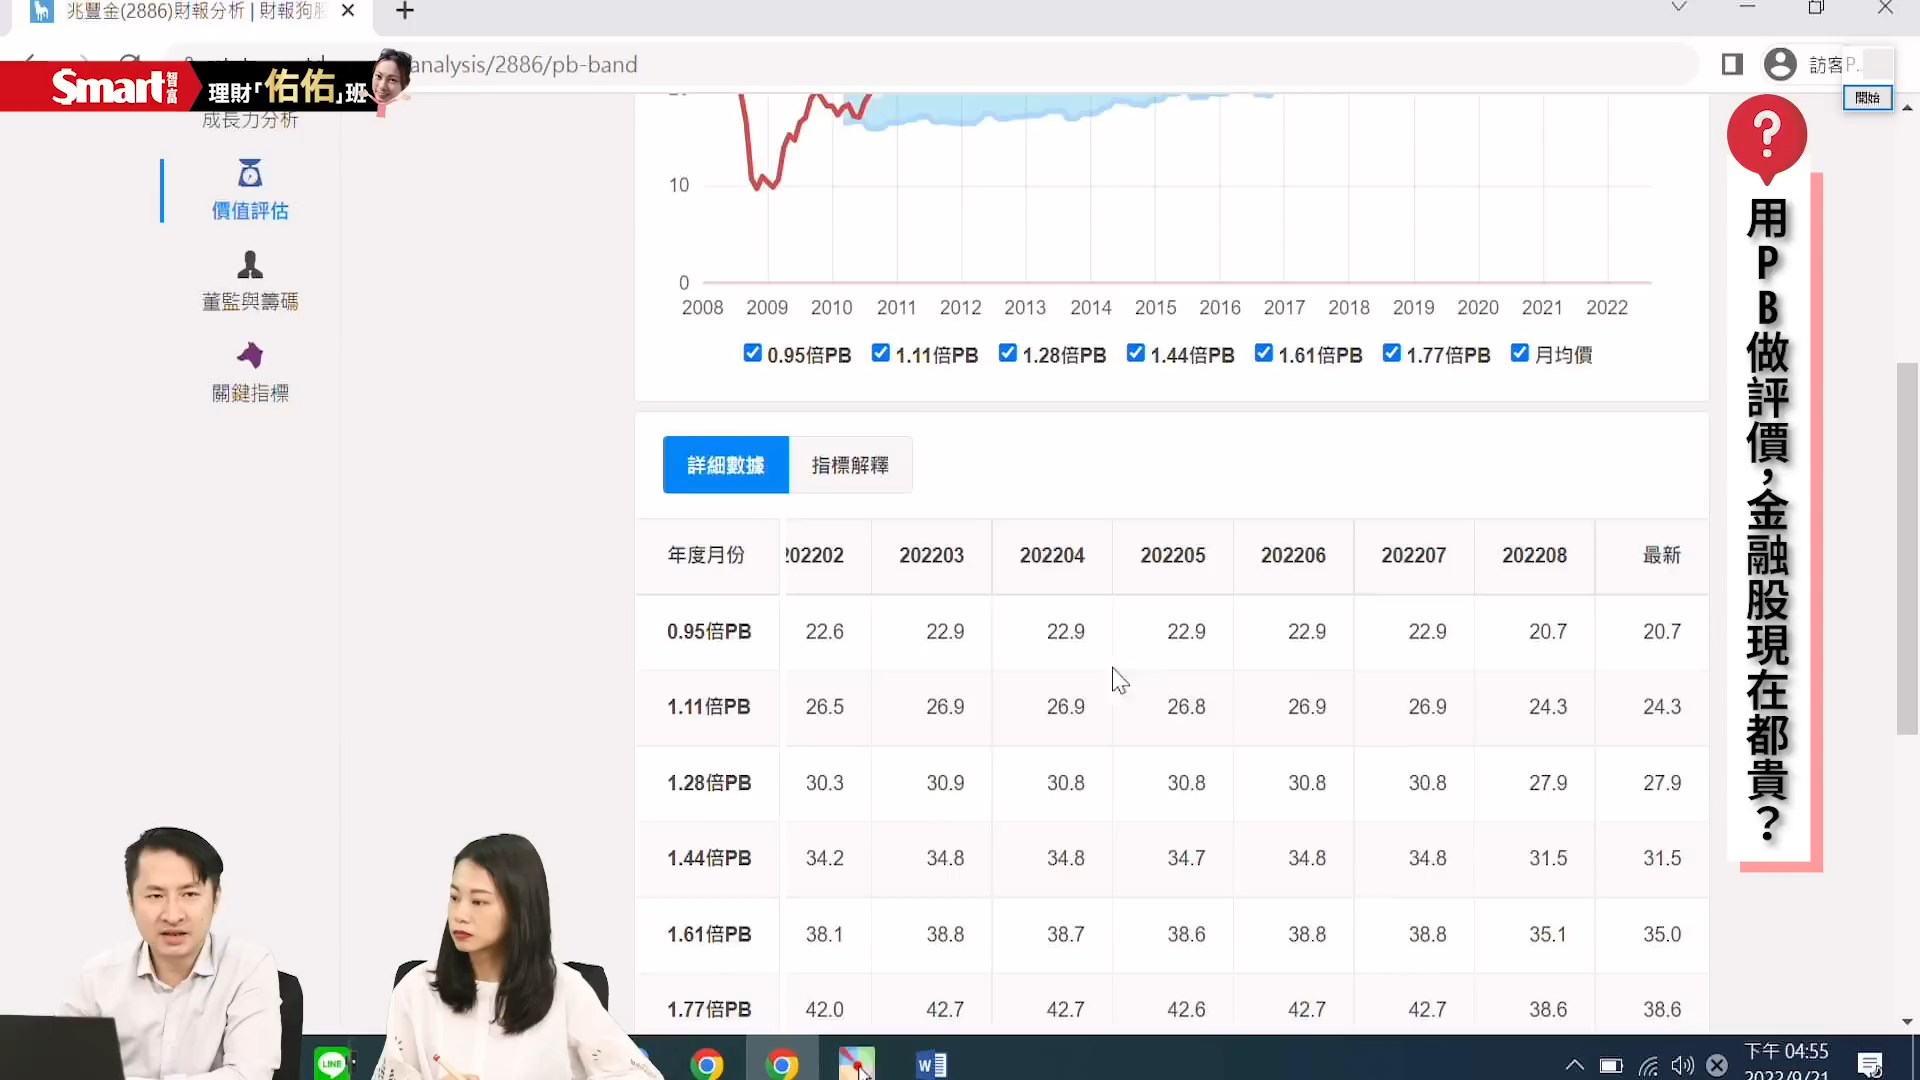 兆豐金(2886)財報分析 | 財報狗
analysis/2886/pb-band
訪客P...
開始
Smart智富
理財「佑佑」班
成長力分析
價值評估
董監與籌碼
關鍵指標
10
0
2008 2009 2010 2011 2012 2013 2014 2015 2016 2017 2018 2019 2020 2021 2022
0.95倍PB 1.11倍PB 1.28倍PB 1.44倍PB 1.61倍PB 1.77倍PB 月均價
詳細數據 指標解釋
年度月份 202202 202203 202204 202205 202206 202207 202208 最新
0.95倍PB 22.6 22.9 22.9 22.9 22.9 22.9 20.7 20.7
1.11倍PB 26.5 26.9 26.9 26.8 26.9 26.9 24.3 24.3
1.28倍PB 30.3 30.9 30.8 30.8 30.8 30.8 27.9 27.9
1.44倍PB 34.2 34.8 34.8 34.7 34.8 34.8 31.5 31.5
1.61倍PB 38.1 38.8 38.7 38.6 38.8 38.8 35.1 35.0
1.77倍PB 42.0 42.7 42.7 42.6 42.7 42.7 38.6 38.6
?
用PB做評價,金融股現在都貴?
LINE
W
下午 04:55
2022/9/21